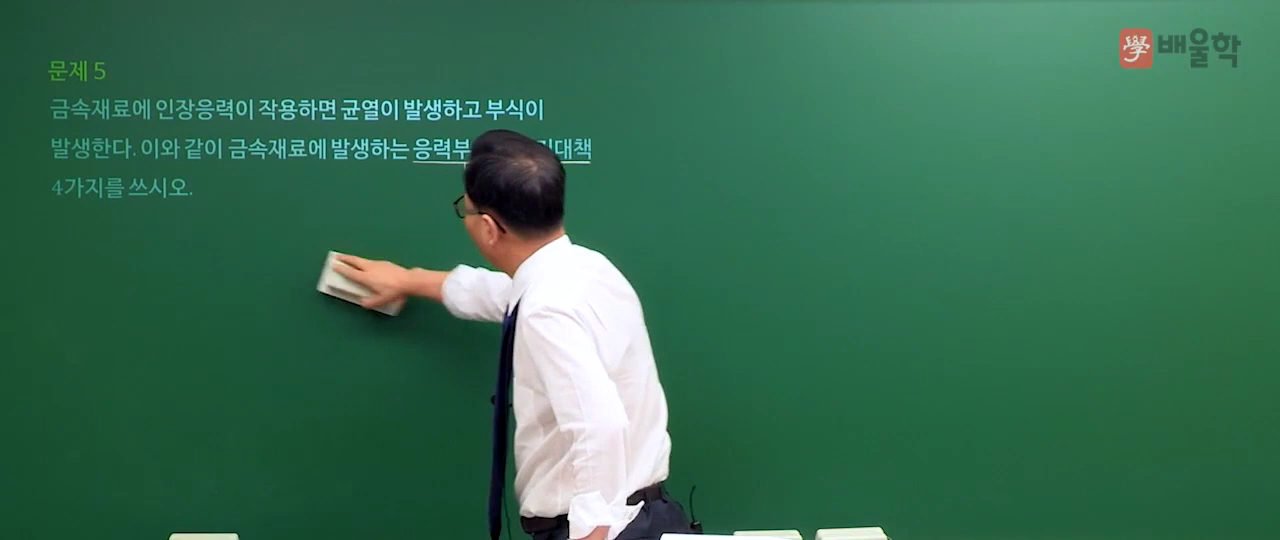 學 배울학
문제 5
금속재료에 인장응력이 작용하면 균열이 발생하고 부식이
발생한다. 이와 같이 금속재료에 발생하는 응력부 대책
4가지를 쓰시오.